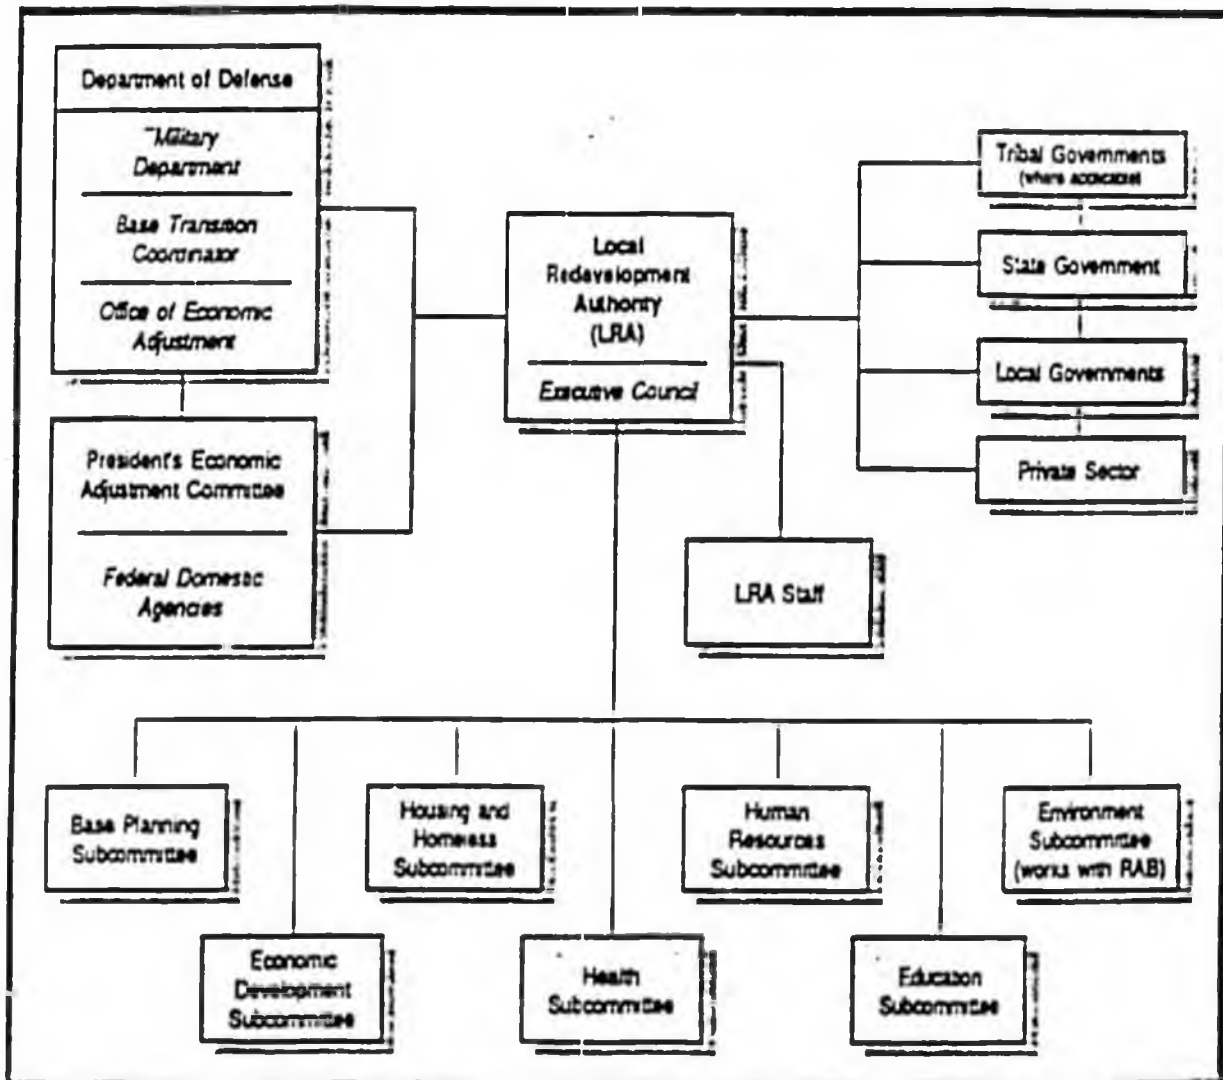 Department of Defense
Military
Department
Base Transition
Coordinator
Office of Economic
Adjustment
President's Economic
Adjustment Committee
Federal Domestic
Agencies
Local
Redevelopment
Authority
(LRA)
Executive Council
Tribal Governments
(where applicable)
State Government
Local Governments
Private Sector
LRA Staff
Base Planning
Subcommittee
Housing and
Homeless
Subcommittee
Human
Resources
Subcommittee
Environment
Subcommittee
(works with RAB)
Economic
Development
Subcommittee
Health
Subcommittee
Education
Subcommittee